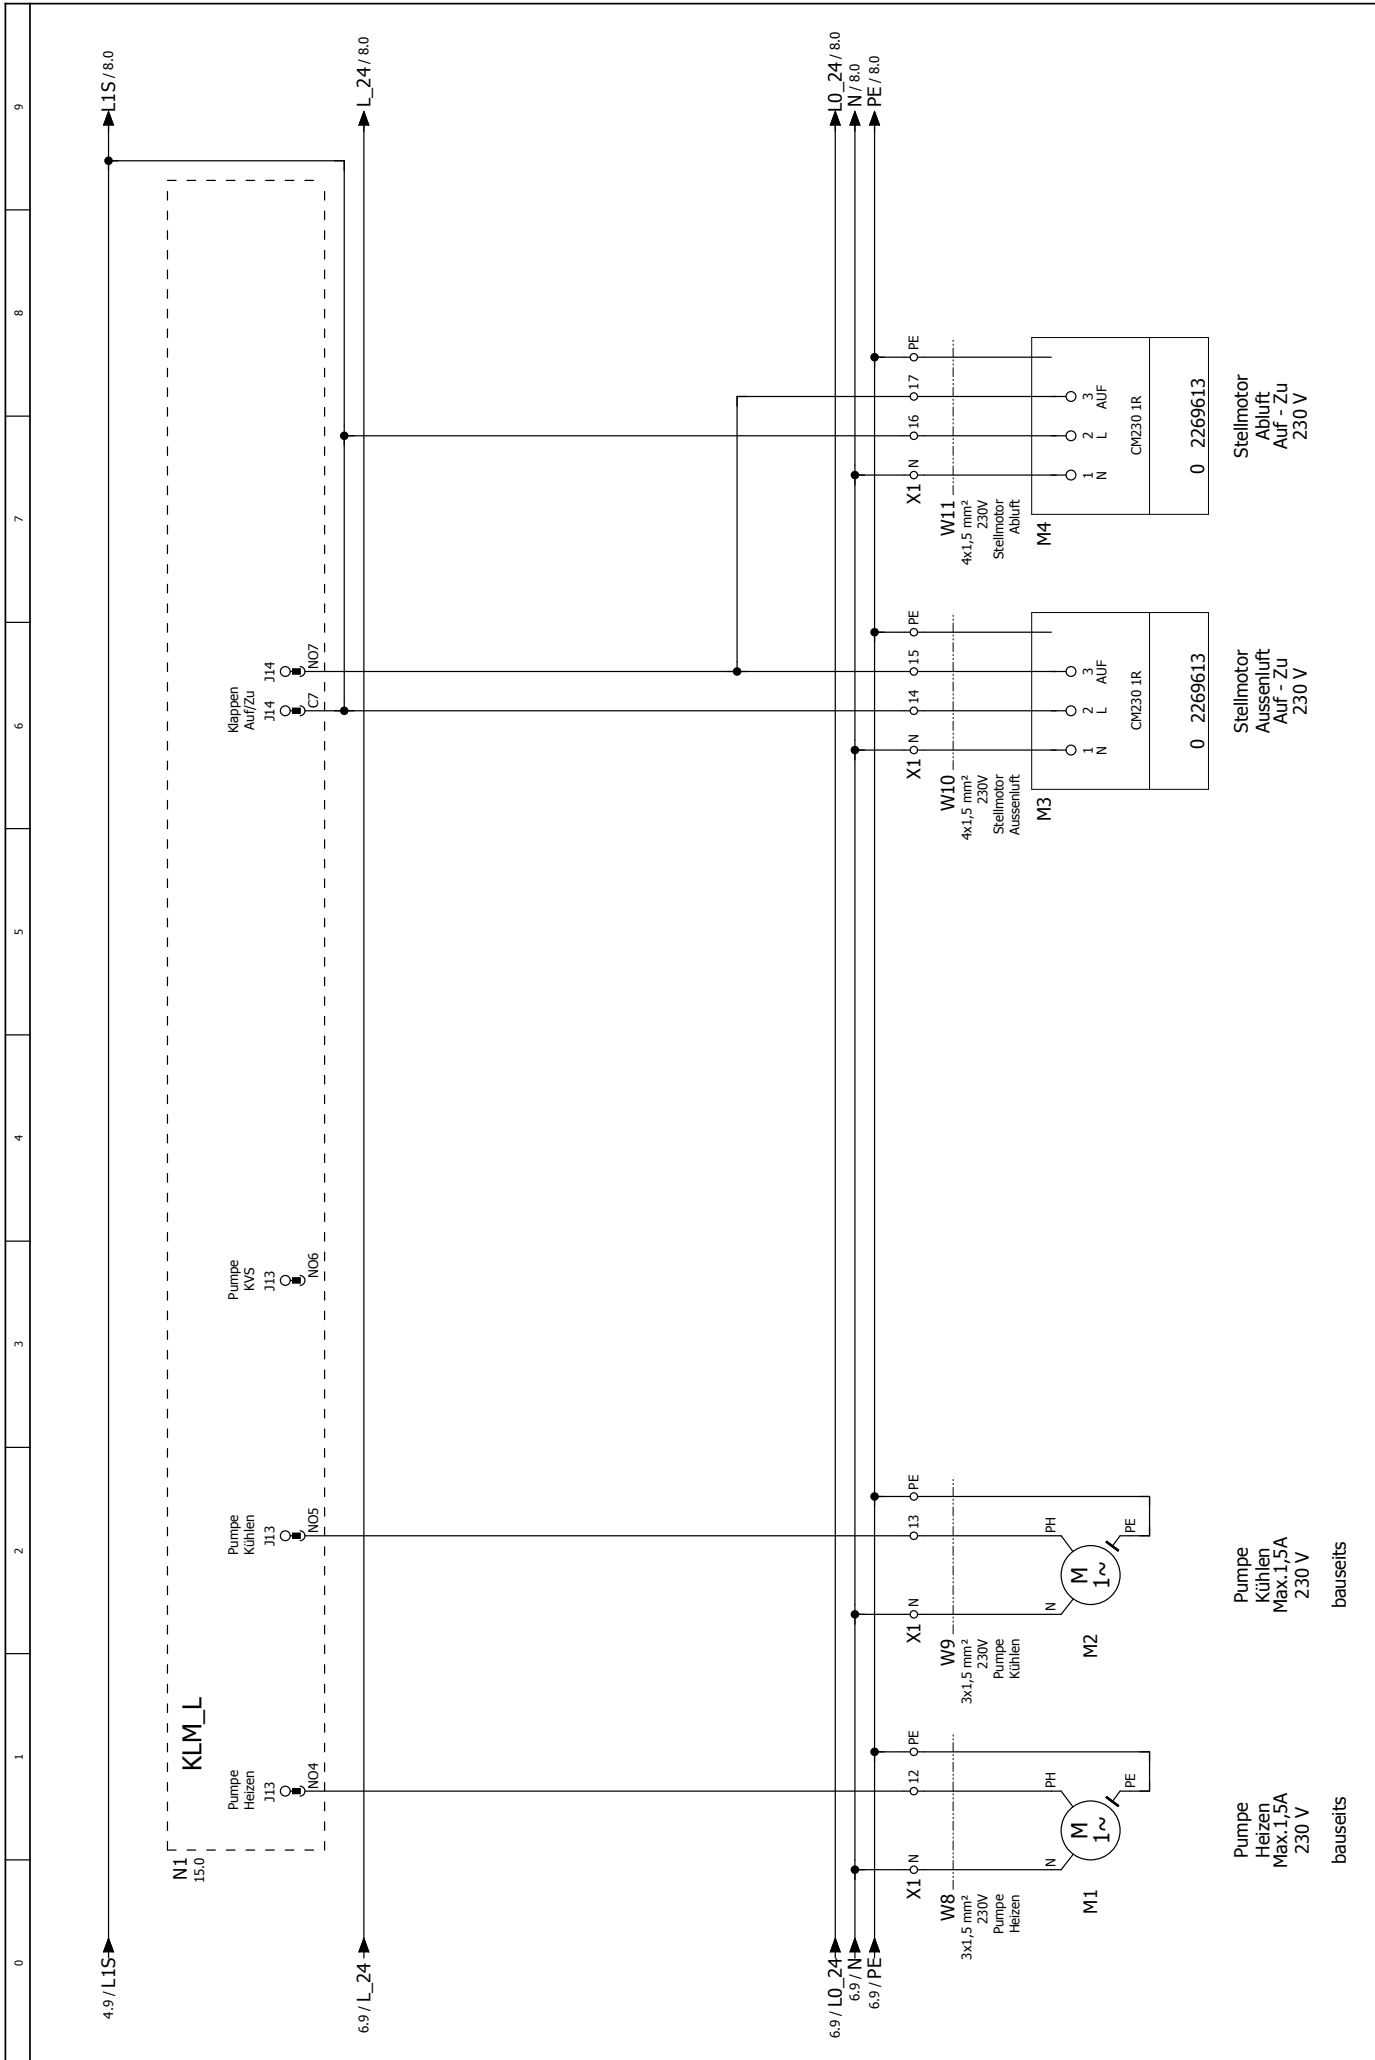 0
1
2
3
4
5
6
7
8
9
4.9 / L1S
L1S / 8.0
N1
15.0
KLM_L
Pumpe
Heizen
J13
NO4
Pumpe
Kühlen
J13
NO5
Pumpe
KVS
J13
NO6
Klappen
Auf/Zu
J14
J14
C7
NO7
6.9 / L_24
L_24 / 8.0
6.9 / L0_24
L0_24 / 8.0
6.9 / N
N / 8.0
6.9 / PE
PE / 8.0
X1
N
12
PE
W8
3x1,5 mm²
230V
Pumpe
Heizen
N
PH
M
1~
PE
M1
Pumpe
Heizen
Max.1,5A
230 V
bauseits
X1
N
13
PE
W9
3x1,5 mm²
230V
Pumpe
Kühlen
N
PH
M
1~
PE
M2
Pumpe
Kühlen
Max.1,5A
230 V
bauseits
X1
N
14
15
PE
W10
4x1,5 mm²
230V
Stellmotor
Aussenluft
M3
1
2
3
N
L
AUF
CM230 1R
0 2269613
Stellmotor
Aussenluft
Auf - Zu
230 V
X1
N
16
17
PE
W11
4x1,5 mm²
230V
Stellmotor
Abluft
M4
1
2
3
N
L
AUF
CM230 1R
0 2269613
Stellmotor
Abluft
Auf - Zu
230 V